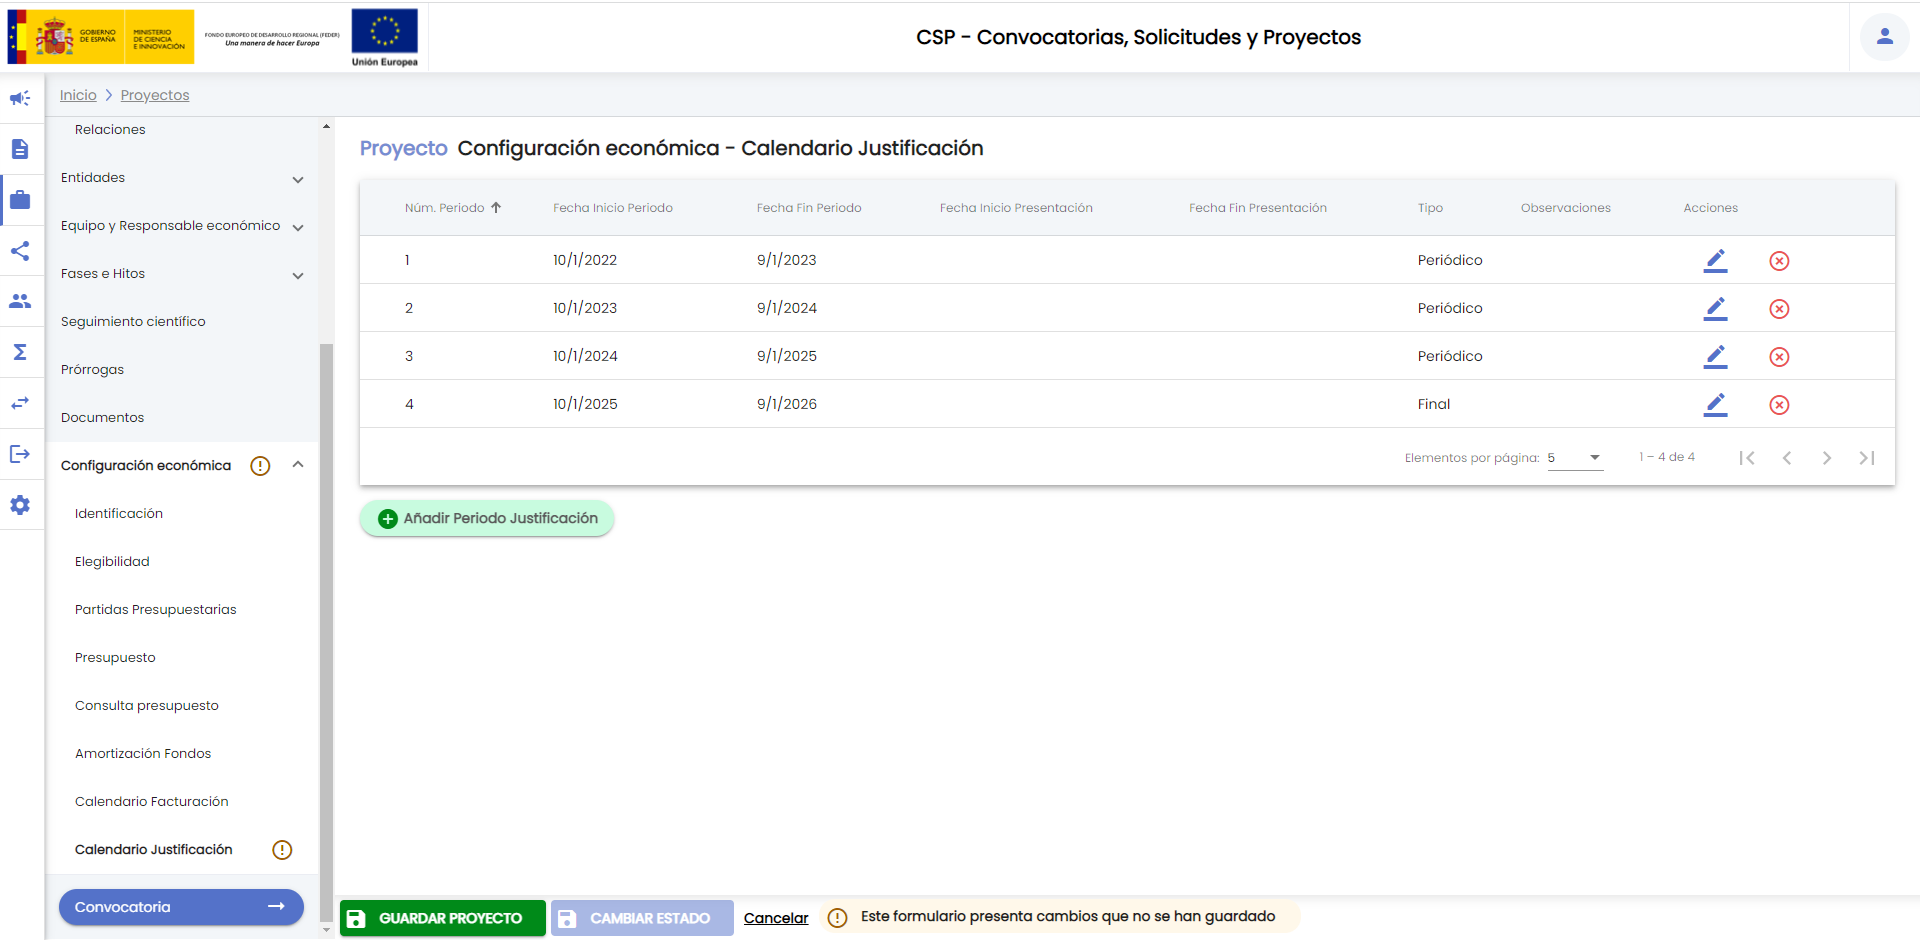 GOBIERNO
DE ESPAÑA
MINISTERIO
DE CIENCIA
E INNOVACIÓN
FONDO EUROPEO DE DESARROLLO REGIONAL (FEDER)
Una manera de hacer Europa
Unión Europea
CSP - Convocatorias, Solicitudes y Proyectos
Inicio > Proyectos
Relaciones
Entidades
Equipo y Responsable económico
Fases e Hitos
Seguimiento científico
Prórrogas
Documentos
Configuración económica
Identificación
Elegibilidad
Partidas Presupuestarias
Presupuesto
Consulta presupuesto
Amortización Fondos
Calendario Facturación
Calendario Justificación
Convocatoria
Proyecto Configuración económica - Calendario Justificación
Núm. Periodo Fecha Inicio Periodo Fecha Fin Periodo Fecha Inicio Presentación Fecha Fin Presentación Tipo Observaciones Acciones
1 10/1/2022 9/1/2023 Periódico
2 10/1/2023 9/1/2024 Periódico
3 10/1/2024 9/1/2025 Periódico
4 10/1/2025 9/1/2026 Final
Elementos por página: 5 1 – 4 de 4
Añadir Periodo Justificación
GUARDAR PROYECTO CAMBIAR ESTADO Cancelar Este formulario presenta cambios que no se han guardado